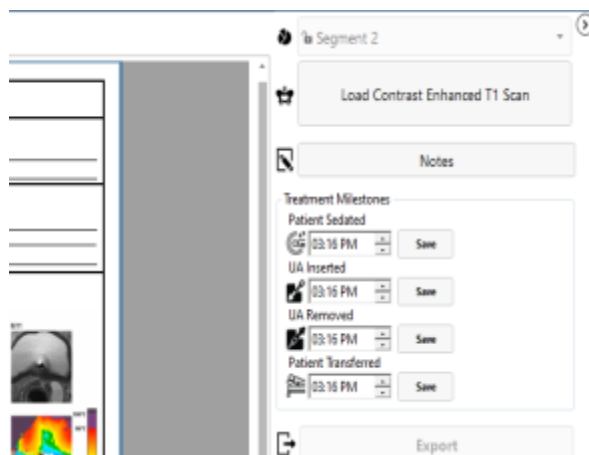 Segment 2
Load Contrast Enhanced T1 Scan
Notes
Treatment Milestones
Patient Sedated
03:16 PM Save
UA Inserted
03:16 PM Save
UA Removed
03:16 PM Save
Patient Transferred
03:16 PM Save
Export